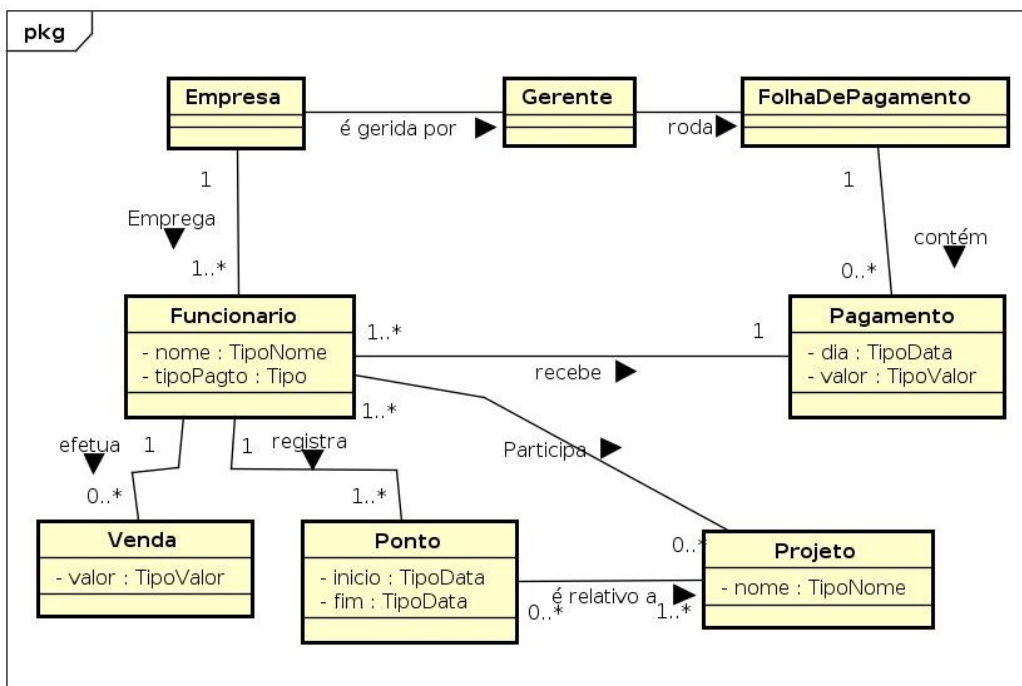 pkg
Empresa
é gerida por
Gerente
roda
FolhaDePagamento
1
Emprega
1..*
1
contém
0..*
Funcionario
- nome : TipoNome
- tipoPagto : Tipo
1..*
recebe
1
Pagamento
- dia : TipoData
- valor : TipoValor
1..*
Participa
0..*
efetua
1
0..*
1
registra
1..*
Venda
- valor : TipoValor
Ponto
- inicio : TipoData
- fim : TipoData
0..*
é relativo a
1..*
Projeto
- nome : TipoNome